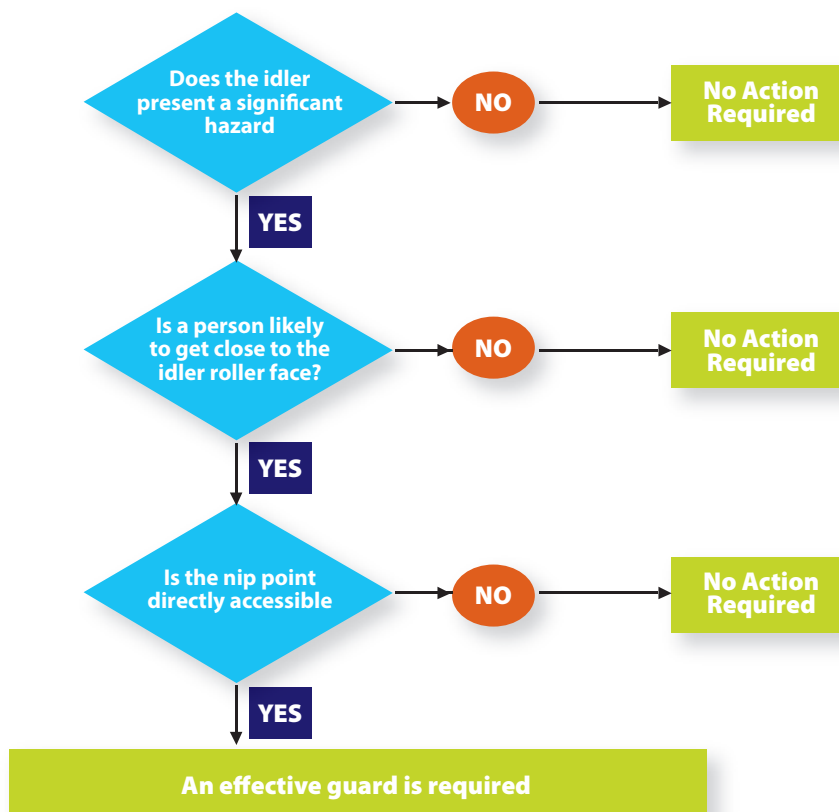 Does the idler
present a significant
hazard
NO
No Action
Required
YES
Is a person likely
to get close to the
idler roller face?
NO
No Action
Required
YES
Is the nip point
directly accessible
NO
No Action
Required
YES
An effective guard is required